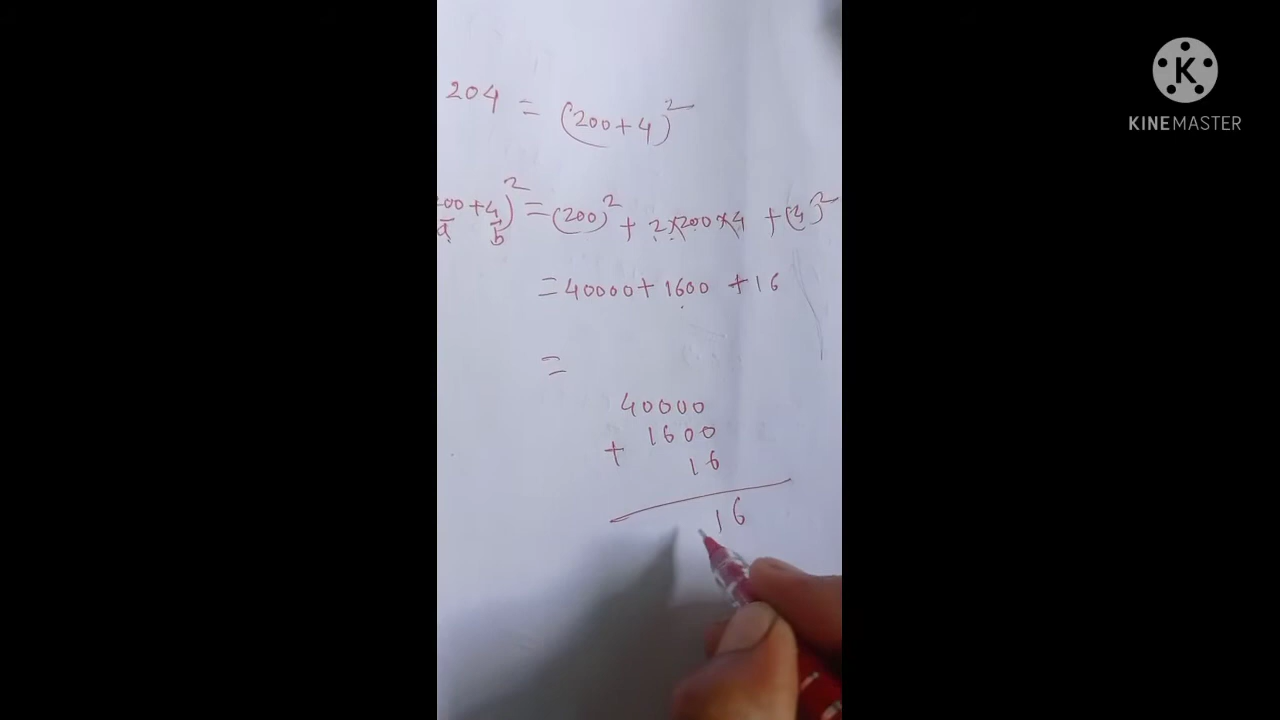 204 = (200+4)²
00+4)² = (200)² + 2×200×4 + (4)²
a b
= 40000 + 1600 + 16
=
40000
+ 1600
16
16
K
KINEMASTER